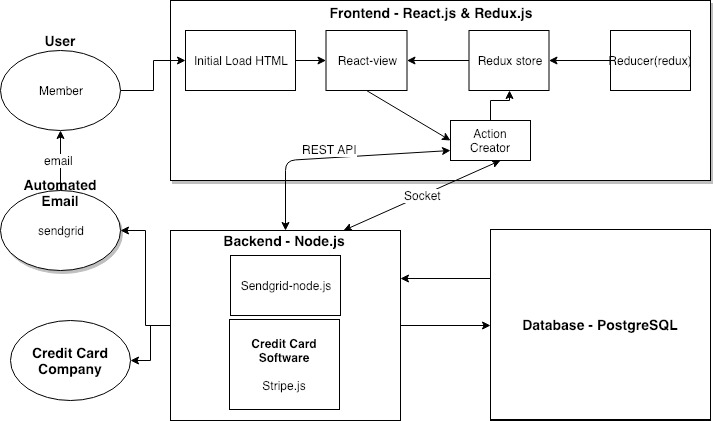 Frontend - React.js & Redux.js
User
Initial Load HTML
React-view
Redux store
Reducer(redux)
Member
Action
Creator
REST API
email
Automated
Email
Socket
sendgrid
Backend - Node.js
Sendgrid-node.js
Database - PostgreSQL
Credit Card
Software
Stripe.js
Credit Card
Company